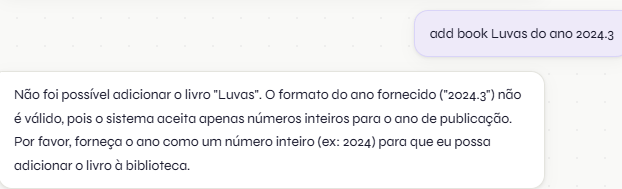 add book Luvas do ano 2024.3
Não foi possível adicionar o livro "Luvas". O formato do ano fornecido ("2024.3") não
é válido, pois o sistema aceita apenas números inteiros para o ano de publicação.
Por favor, forneça o ano como um número inteiro (ex: 2024) para que eu possa
adicionar o livro à biblioteca.